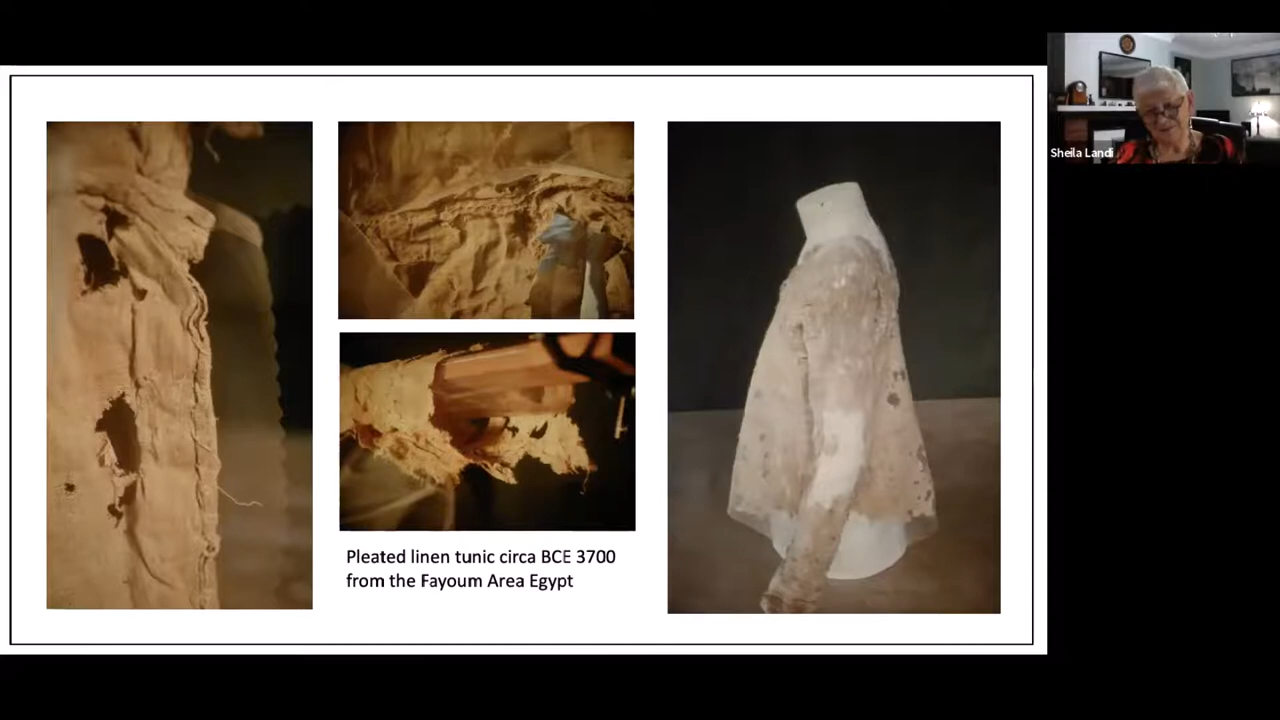 Sheila Landi
Pleated linen tunic circa BCE 3700
from the Fayoum Area Egypt